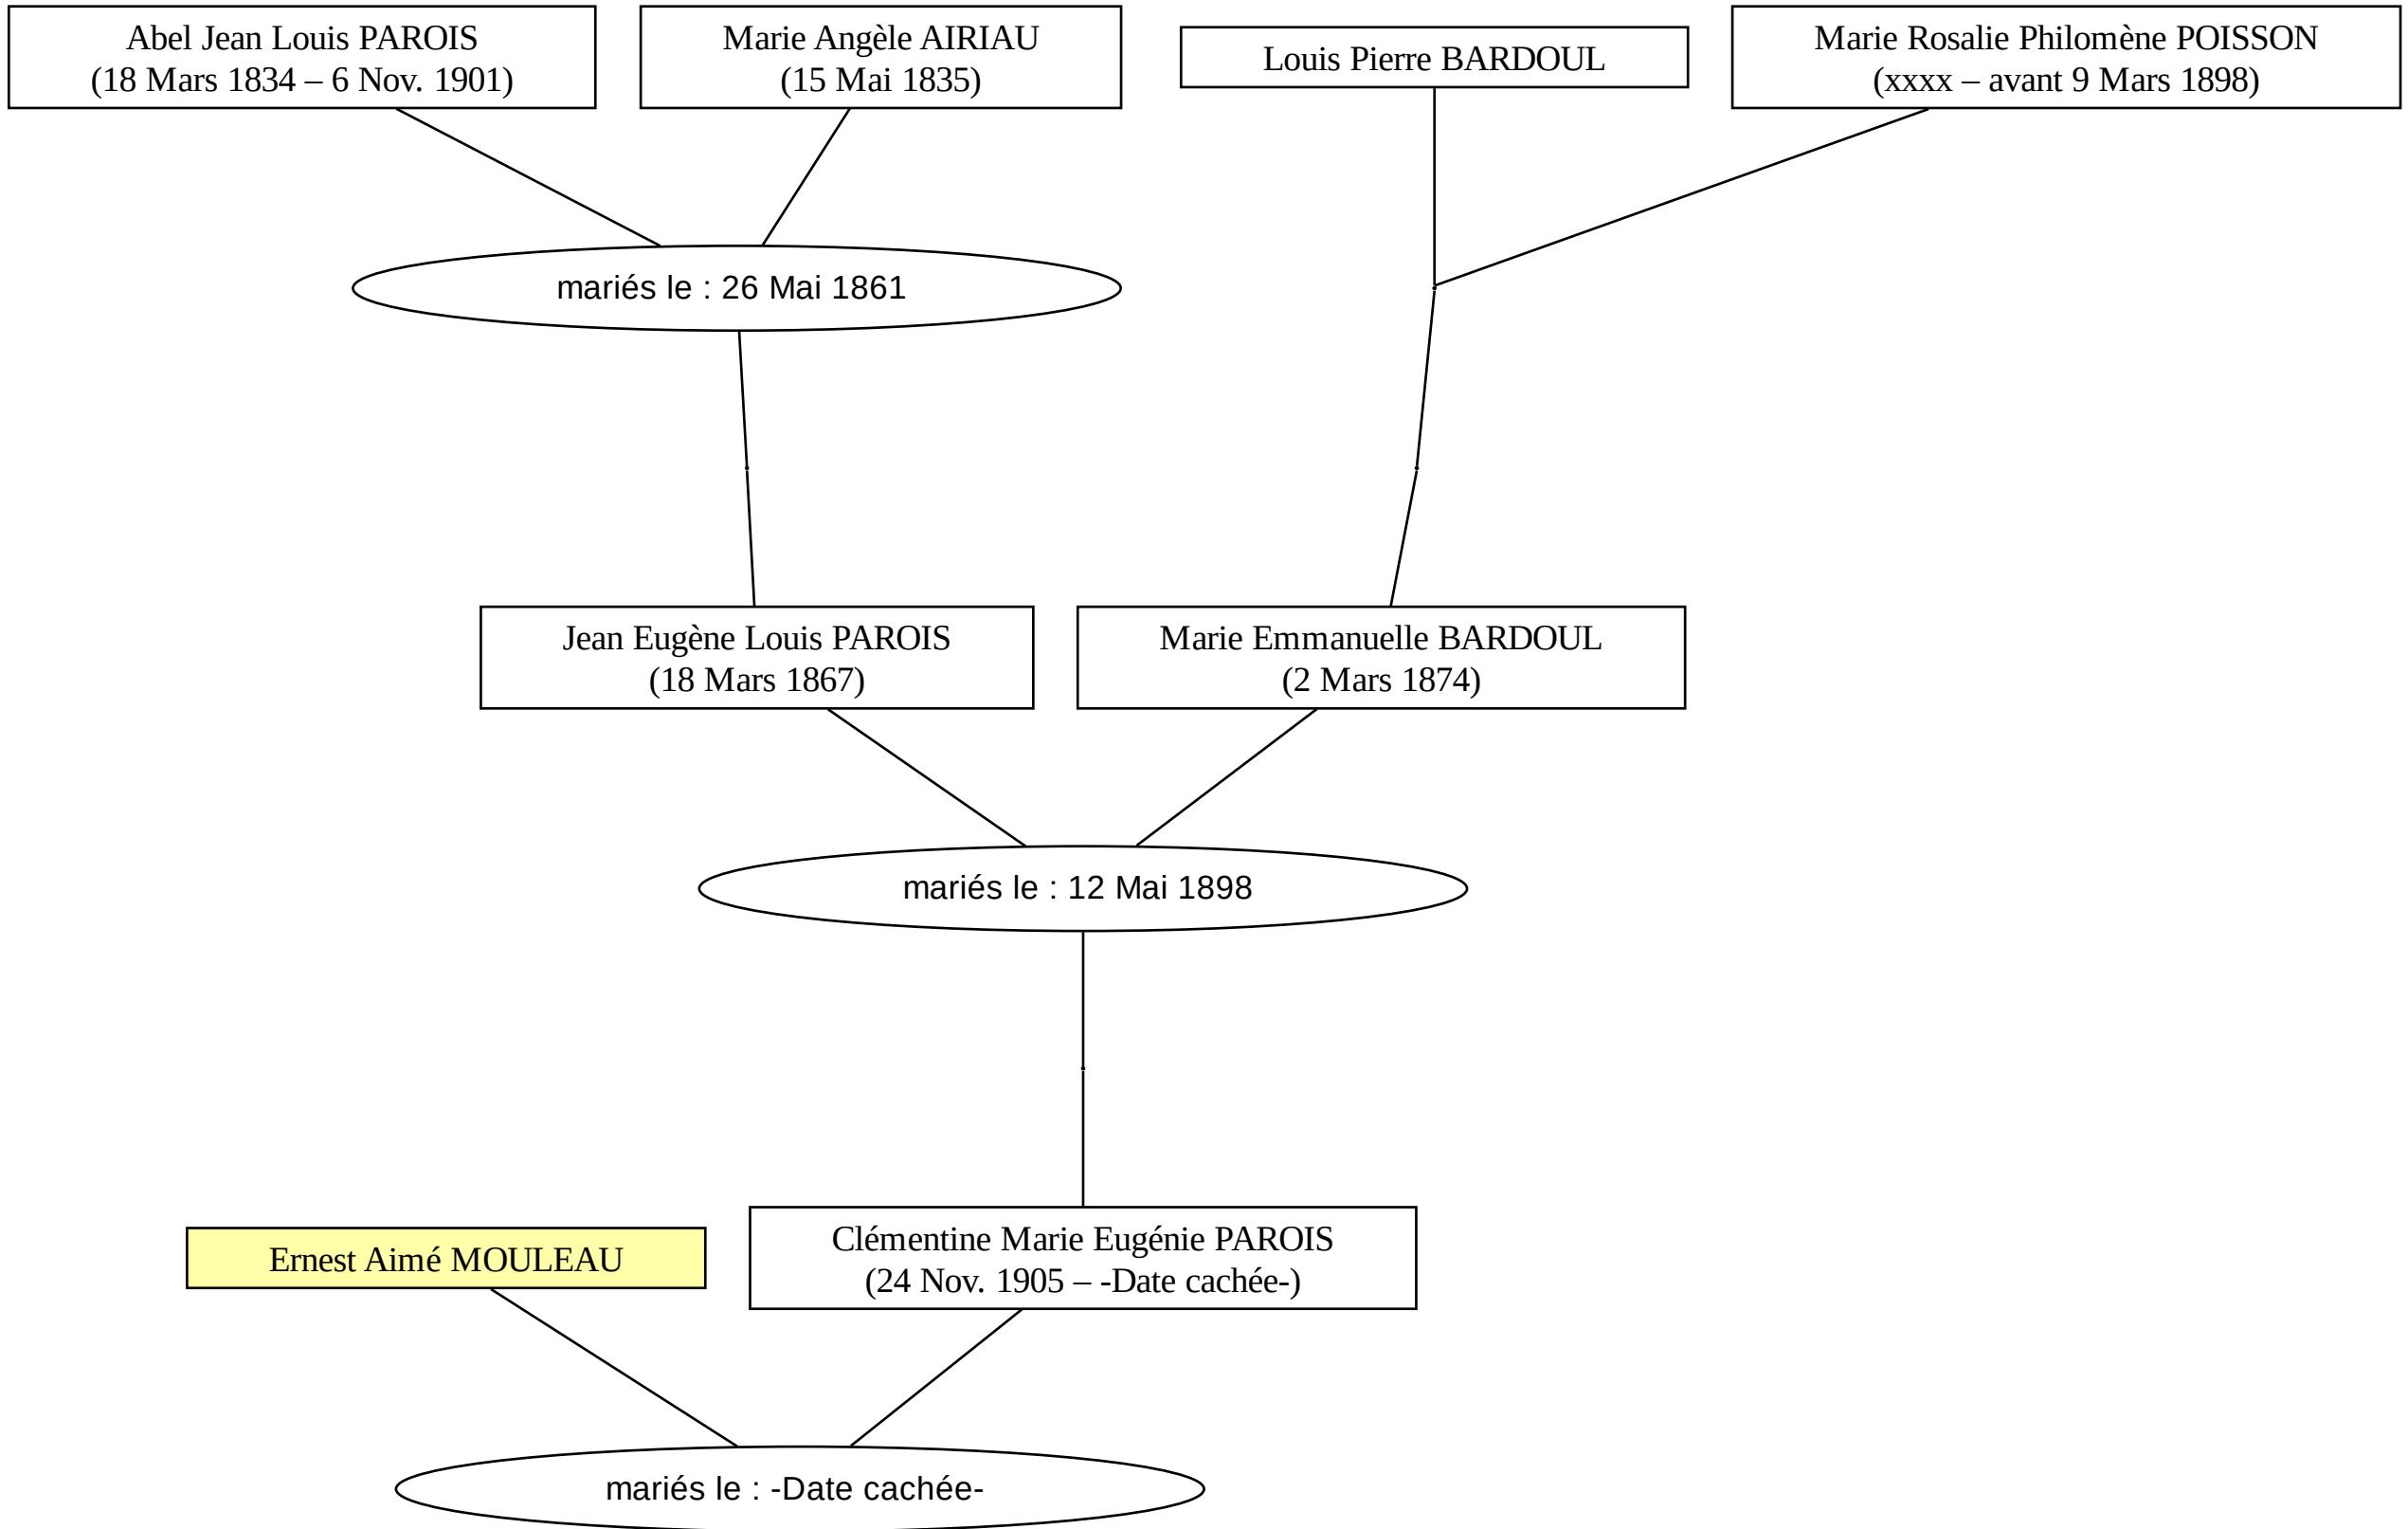 Abel Jean Louis PAROIS
(18 Mars 1834 – 6 Nov. 1901)
Marie Angèle AIRIAU
(15 Mai 1835)
Louis Pierre BARDOUL
Marie Rosalie Philomène POISSON
(xxxx – avant 9 Mars 1898)
mariés le : 26 Mai 1861
Jean Eugène Louis PAROIS
(18 Mars 1867)
Marie Emmanuelle BARDOUL
(2 Mars 1874)
mariés le : 12 Mai 1898
Ernest Aimé MOULEAU
Clémentine Marie Eugénie PAROIS
(24 Nov. 1905 – -Date cachée-)
mariés le : -Date cachée-